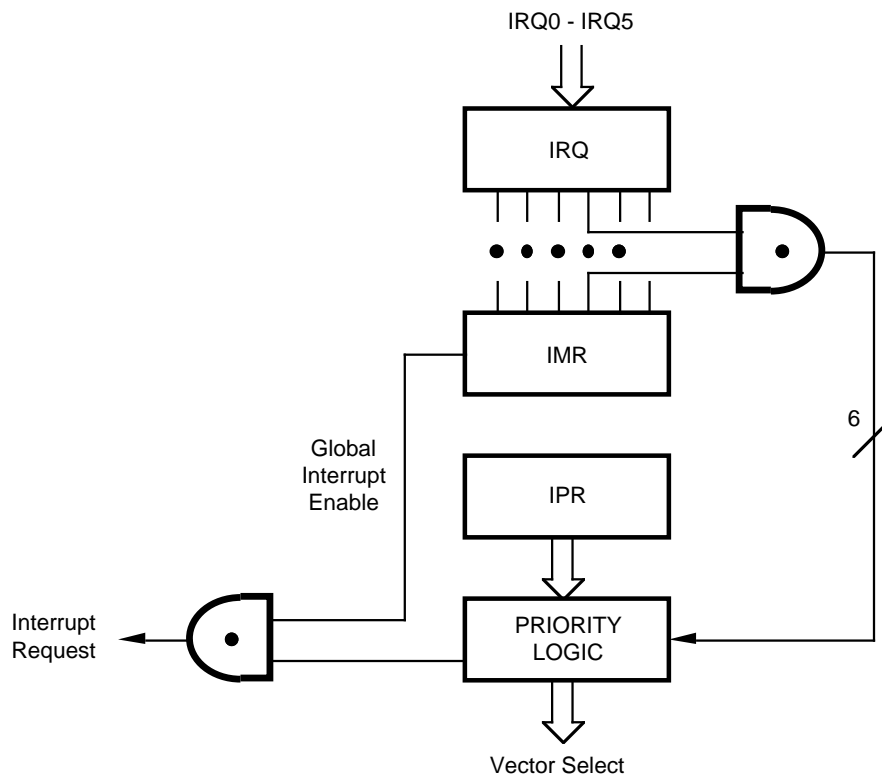 IRQ0 - IRQ5
IRQ
IMR
6
Global
Interrupt
Enable
IPR
Interrupt
Request
PRIORITY
LOGIC
Vector Select